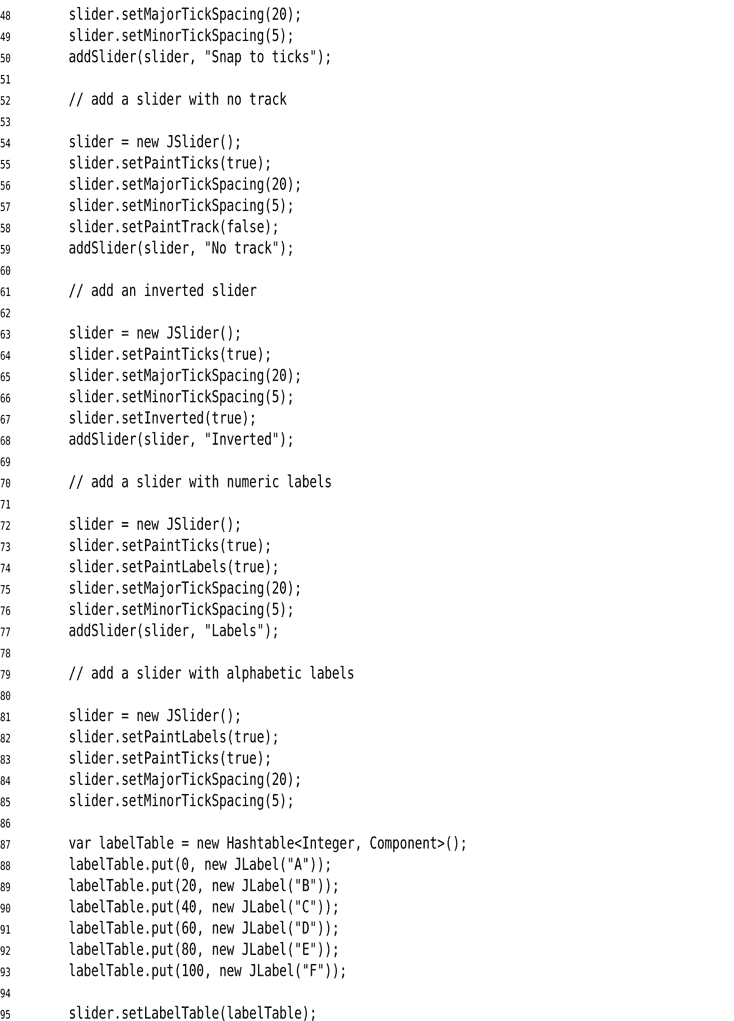 48 slider.setMajorTickSpacing(20);
49 slider.setMinorTickSpacing(5);
50 addSlider(slider, "Snap to ticks");
51
52 // add a slider with no track
53
54 slider = new JSlider();
55 slider.setPaintTicks(true);
56 slider.setMajorTickSpacing(20);
57 slider.setMinorTickSpacing(5);
58 slider.setPaintTrack(false);
59 addSlider(slider, "No track");
60
61 // add an inverted slider
62
63 slider = new JSlider();
64 slider.setPaintTicks(true);
65 slider.setMajorTickSpacing(20);
66 slider.setMinorTickSpacing(5);
67 slider.setInverted(true);
68 addSlider(slider, "Inverted");
69
70 // add a slider with numeric labels
71
72 slider = new JSlider();
73 slider.setPaintTicks(true);
74 slider.setPaintLabels(true);
75 slider.setMajorTickSpacing(20);
76 slider.setMinorTickSpacing(5);
77 addSlider(slider, "Labels");
78
79 // add a slider with alphabetic labels
80
81 slider = new JSlider();
82 slider.setPaintLabels(true);
83 slider.setPaintTicks(true);
84 slider.setMajorTickSpacing(20);
85 slider.setMinorTickSpacing(5);
86
87 var labelTable = new Hashtable<Integer, Component>();
88 labelTable.put(0, new JLabel("A"));
89 labelTable.put(20, new JLabel("B"));
90 labelTable.put(40, new JLabel("C"));
91 labelTable.put(60, new JLabel("D"));
92 labelTable.put(80, new JLabel("E"));
93 labelTable.put(100, new JLabel("F"));
94
95 slider.setLabelTable(labelTable);